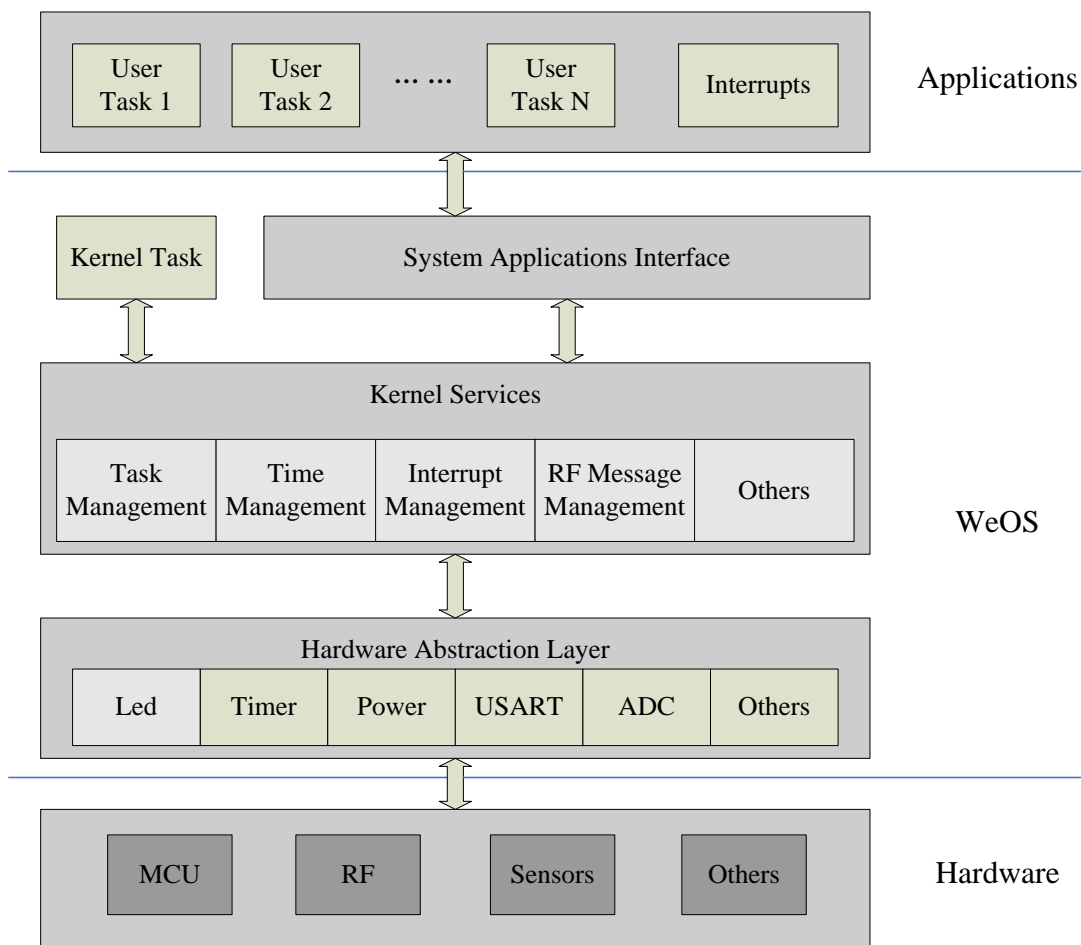 User
Task 1
User
Task 2
... ...
User
Task N
Interrupts
Applications
Kernel Task
System Applications Interface
Kernel Services
Task
Management
Time
Management
Interrupt
Management
RF Message
Management
Others
WeOS
Hardware Abstraction Layer
Led
Timer
Power
USART
ADC
Others
MCU
RF
Sensors
Others
Hardware